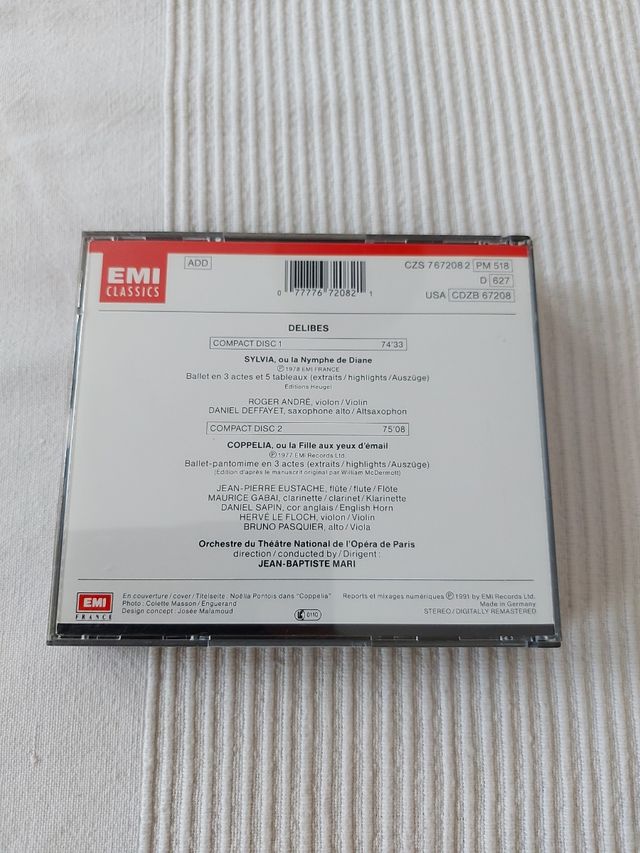 EMI
CLASSICS
ADD
0 77776 72082 1
CZS 7 67208 2 PM 518
D 627
USA CDZB 67208
DELIBES
COMPACT DISC 1 74'33
SYLVIA, ou la Nymphe de Diane
Ⓟ 1978 EMI FRANCE
Ballet en 3 actes et 5 tableaux (extraits/highlights/Auszüge)
Editions Heugel
ROGER ANDRÉ, violon/Violin
DANIEL DEFFAYET, saxophone alto/Altsaxophon
COMPACT DISC 2 75'08
COPPELIA, ou la Fille aux yeux d'émail
Ⓟ 1977 EMI Records Ltd.
Ballet-pantomime en 3 actes (extraits/highlights/Auszüge)
(Edition d'après le manuscrit original par William McDermott)
JEAN-PIERRE EUSTACHE, flûte/flute/Flöte
MAURICE GABAI, clarinette/clarinet/Klarinette
DANIEL SAPIN, cor anglais/English Horn
HERVÉ LE FLOCH, violon/Violin
BRUNO PASQUIER, alto/Viola
Orchestre du Théâtre National de l'Opéra de Paris
direction/conducted by/Dirigent:
JEAN-BAPTISTE MARI
EMI
FRANCE
En couverture/cover/Titelseite: Noëlla Pontois dans "Coppelia"
Photo: Colette Masson/Enguerand
Design concept: Josée Malamoud
0110
Reports et mixages numériques Ⓟ 1991 by EMI Records Ltd.
Made in Germany
STEREO/DIGITALLY REMASTERED